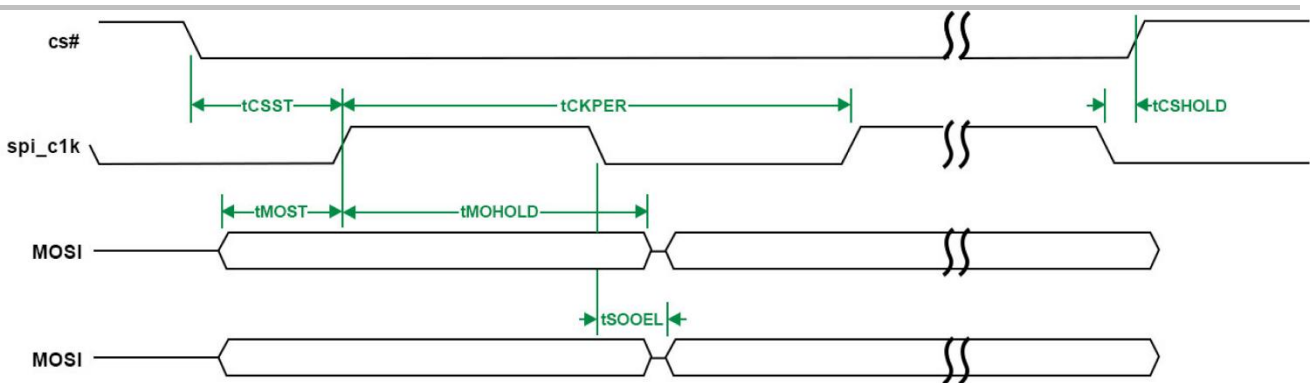 cs#
tCSST tCKPER tCSHOLD
spi_c1k
tMOST tMOHOLD
MOSI
tSOOEL
MOSI